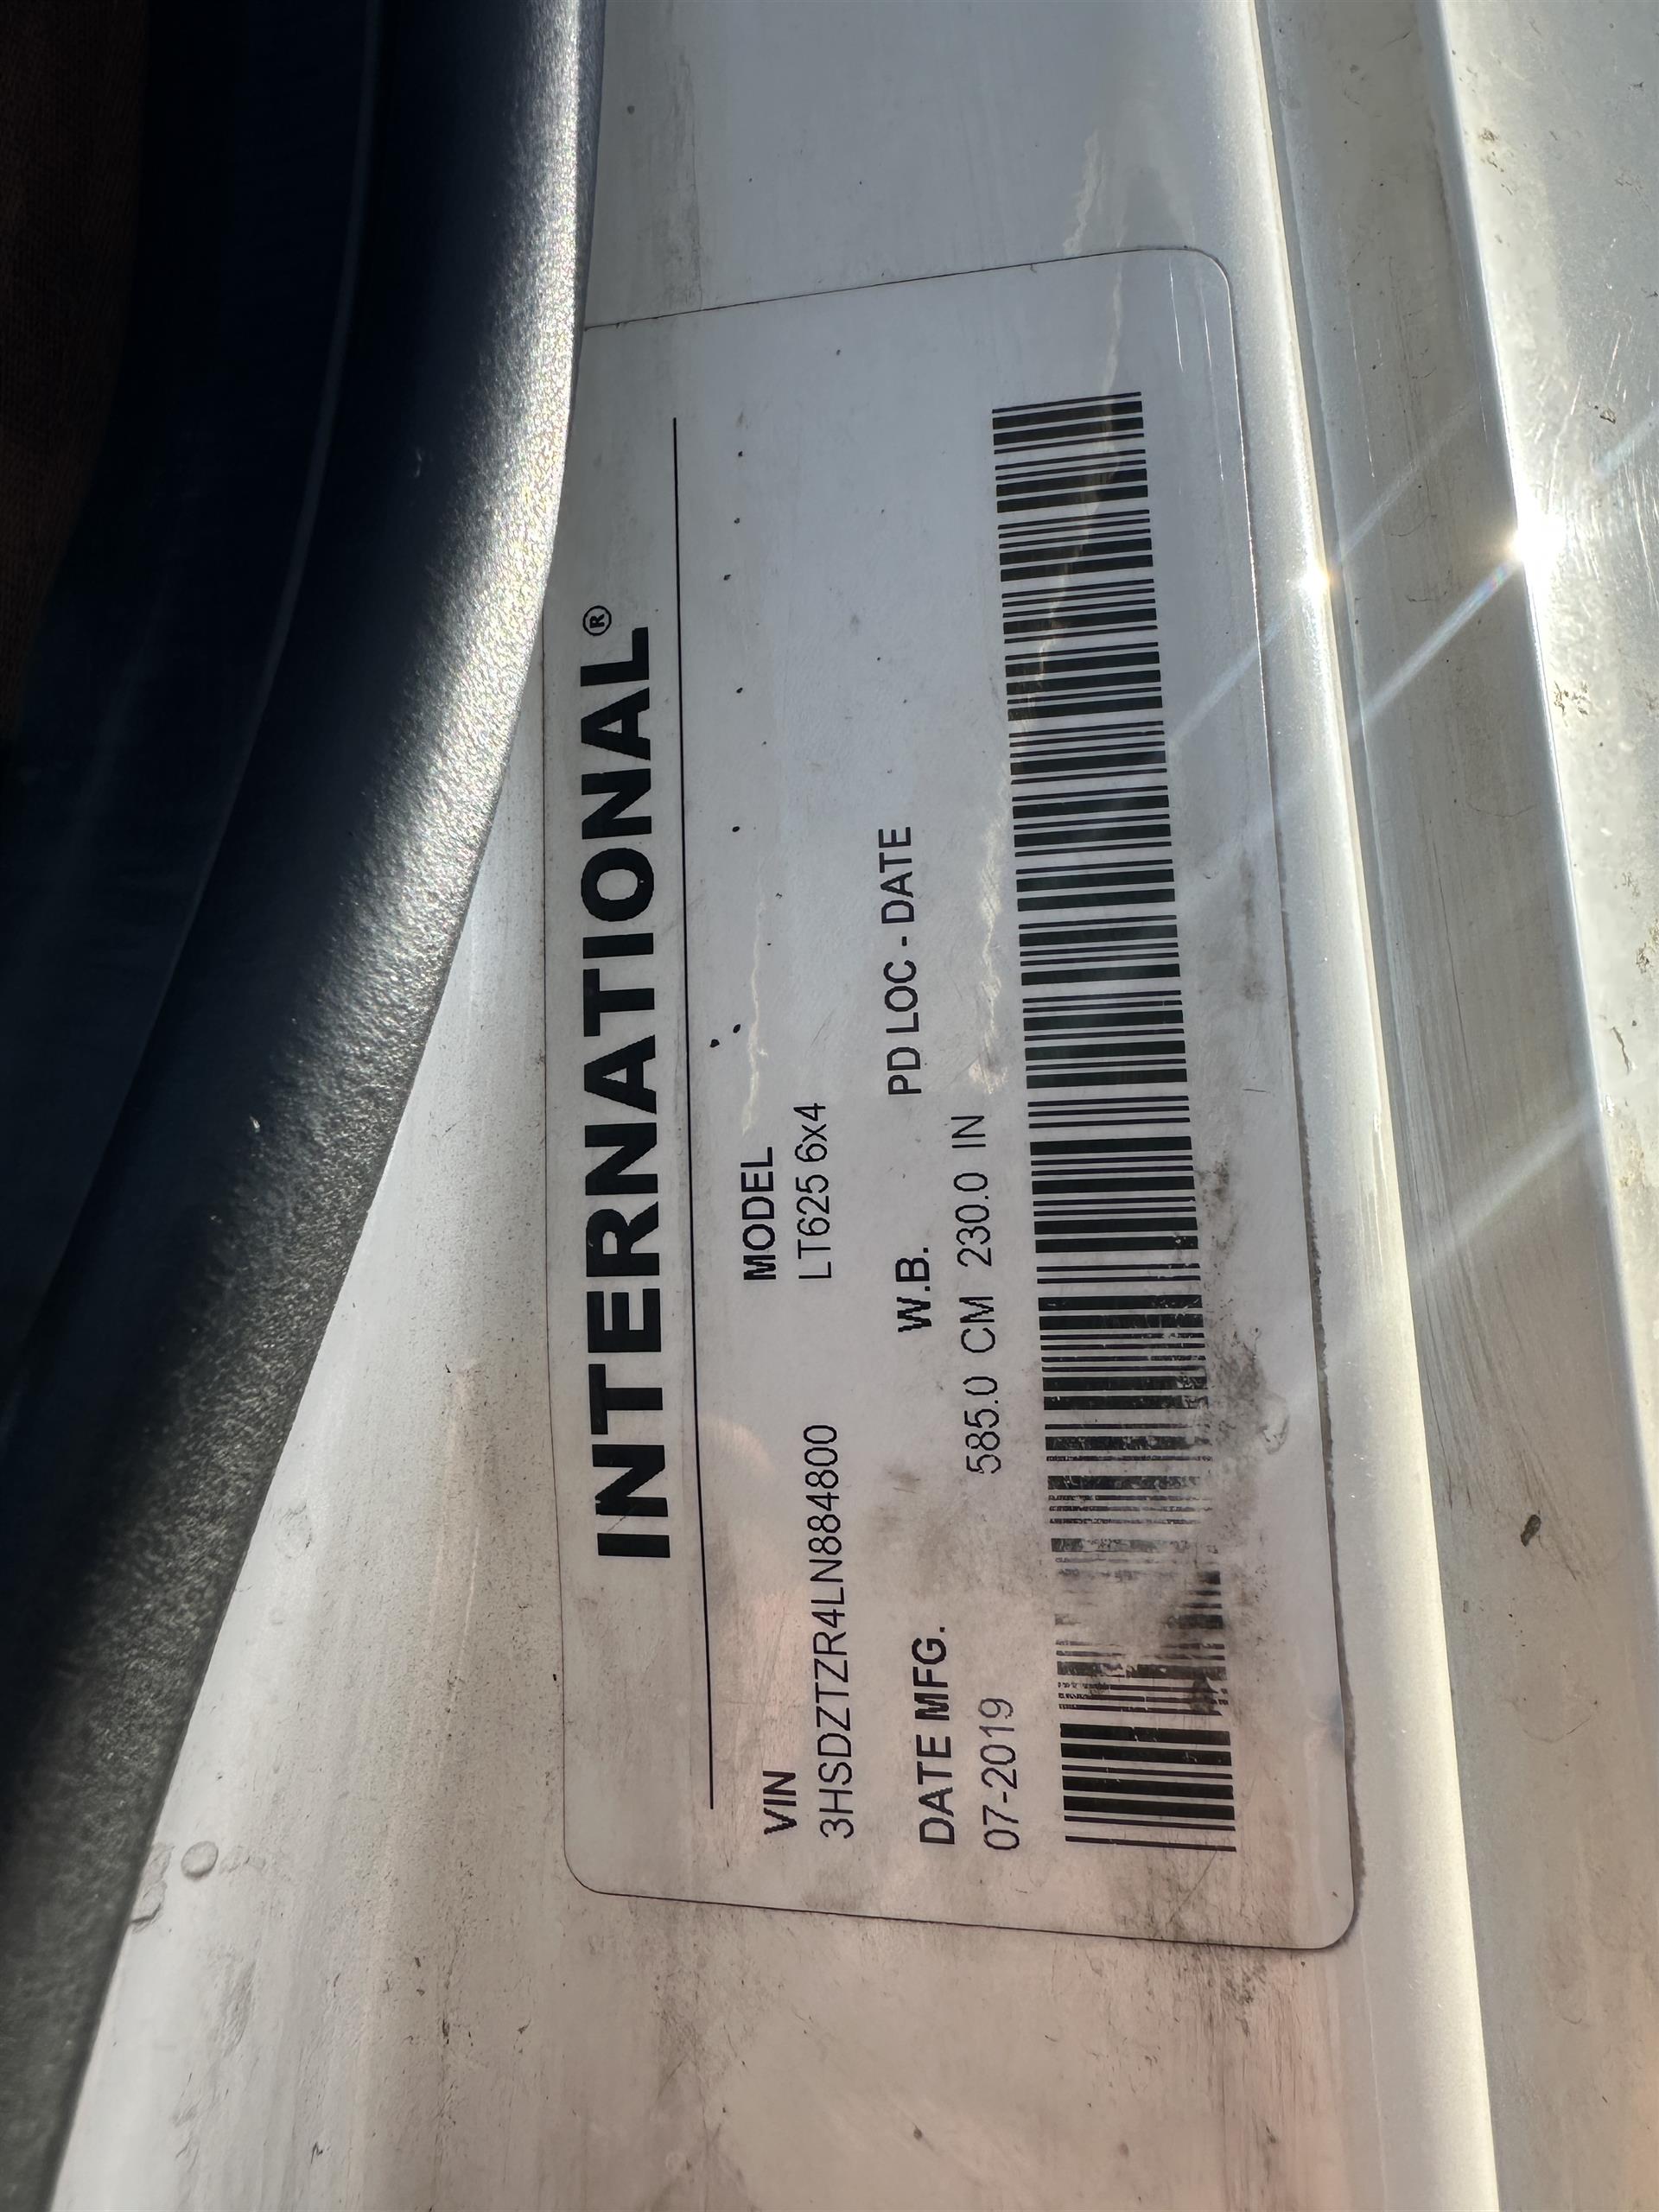 INTERNATIONAL®
VIN MODEL
3HSDZTZR4LN884800 LT625 6x4
DATE MFG. W.B. PD LOC - DATE
07-2019 585.0 CM 230.0 IN